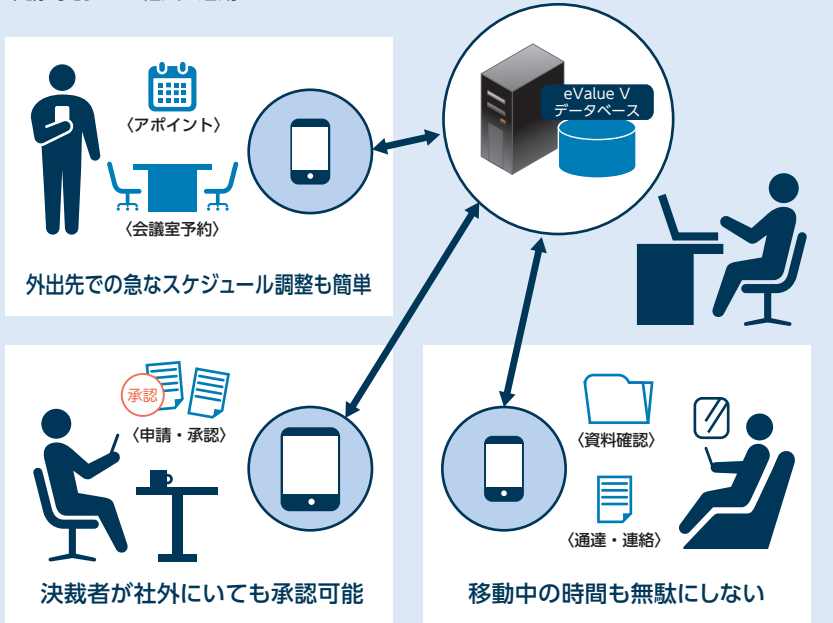 〈アポイント〉
〈会議室予約〉
外出先での急なスケジュール調整も簡単
eValue V
データベース
承認
〈申請・承認〉
決裁者が社外にいても承認可能
〈資料確認〉
〈通達・連絡〉
移動中の時間も無駄にしない